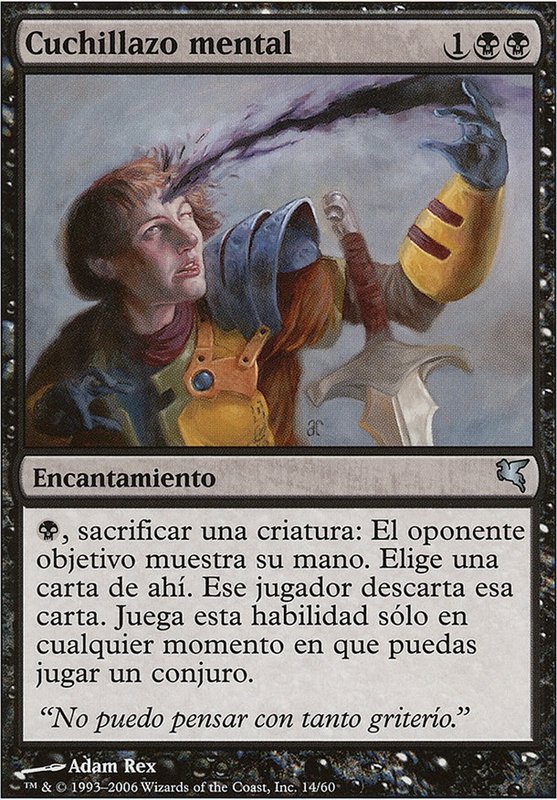 Cuchillazo mental 1
Encantamiento
, sacrificar una criatura: El oponente
objetivo muestra su mano. Elige una
carta de ahí. Ese jugador descarta esa
carta. Juega esta habilidad sólo en
cualquier momento en que puedas
jugar un conjuro.
“No puedo pensar con tanto griterío.”
Adam Rex
™ & © 1993–2006 Wizards of the Coast, Inc. 14/60